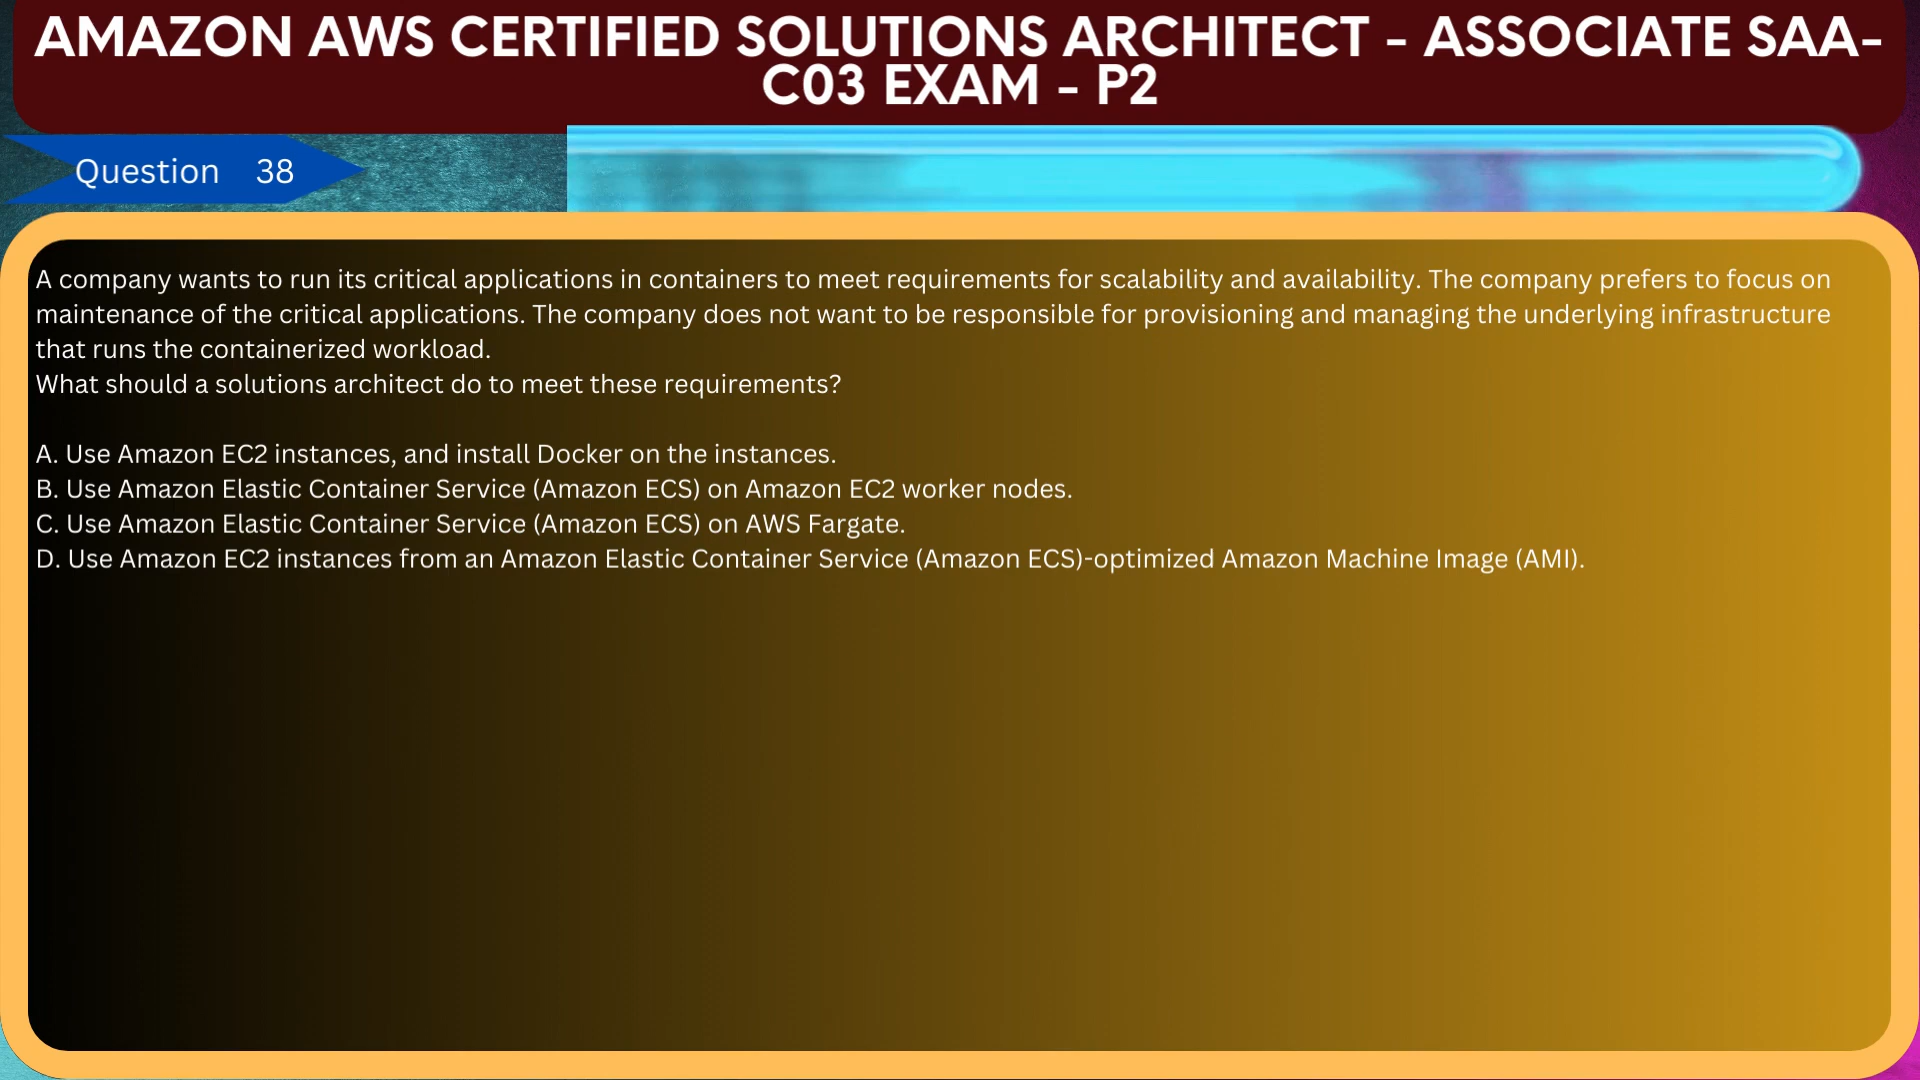 AMAZON AWS CERTIFIED SOLUTIONS ARCHITECT - ASSOCIATE SAA-
C03 EXAM - P2
Question 38
A company wants to run its critical applications in containers to meet requirements for scalability and availability. The company prefers to focus on
maintenance of the critical applications. The company does not want to be responsible for provisioning and managing the underlying infrastructure
that runs the containerized workload.
What should a solutions architect do to meet these requirements?
A. Use Amazon EC2 instances, and install Docker on the instances.
B. Use Amazon Elastic Container Service (Amazon ECS) on Amazon EC2 worker nodes.
C. Use Amazon Elastic Container Service (Amazon ECS) on AWS Fargate.
D. Use Amazon EC2 instances from an Amazon Elastic Container Service (Amazon ECS)-optimized Amazon Machine Image (AMI).